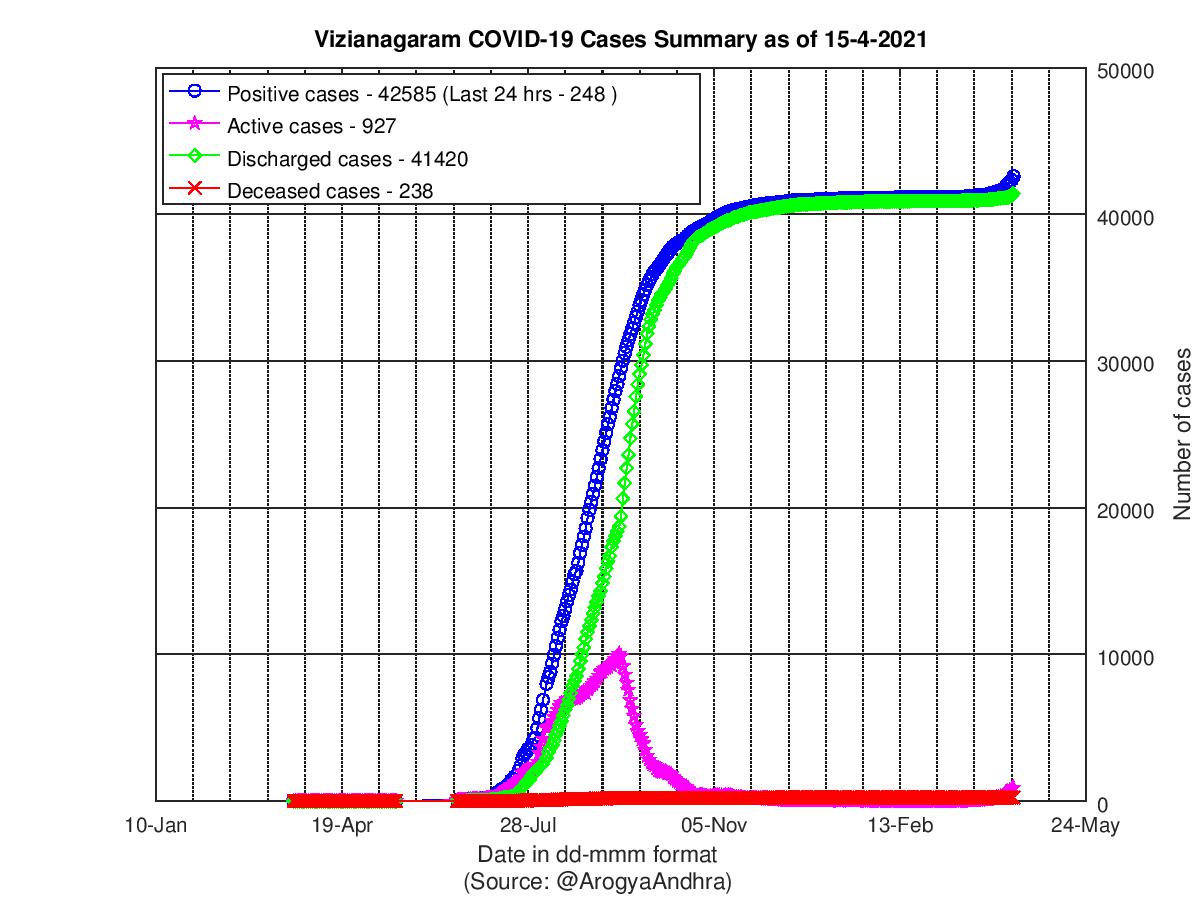 Vizianagaram COVID-19 Cases Summary as of 15-4-2021
Positive cases - 42585 (Last 24 hrs - 248 )
Active cases - 927
Discharged cases - 41420
Deceased cases - 238
50000
40000
30000
20000
10000
0
Number of cases
10-Jan 19-Apr 28-Jul 05-Nov 13-Feb 24-May
Date in dd-mmm format
(Source: @ArogyaAndhra)